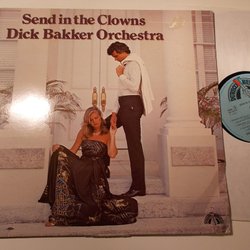 Send in the Clowns
Dick Bakker Orchestra